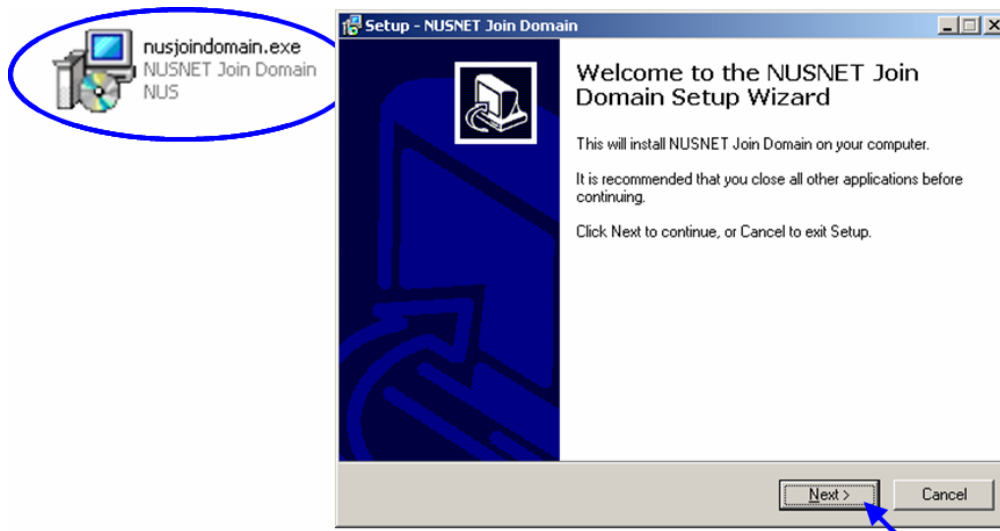 nusjoindomain.exe
NUSNET Join Domain
NUS
Setup - NUSNET Join Domain
Welcome to the NUSNET Join
Domain Setup Wizard
This will install NUSNET Join Domain on your computer.
It is recommended that you close all other applications before
continuing.
Click Next to continue, or Cancel to exit Setup.
Next >
Cancel